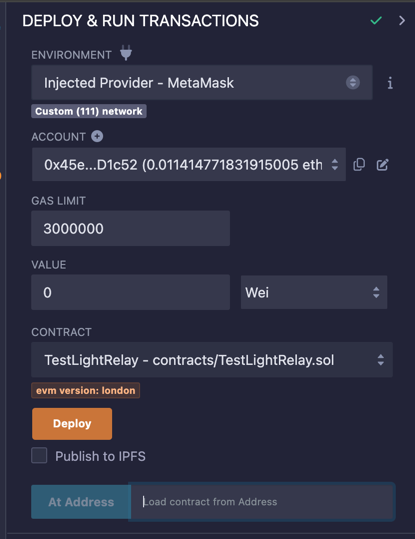 DEPLOY & RUN TRANSACTIONS
ENVIRONMENT
Injected Provider - MetaMask
Custom (111) network
ACCOUNT
0x45e...D1c52 (0.011414771831915005 eth
GAS LIMIT
3000000
VALUE
0
Wei
CONTRACT
TestLightRelay - contracts/TestLightRelay.sol
evm version: london
Deploy
Publish to IPFS
At Address
Load contract from Address